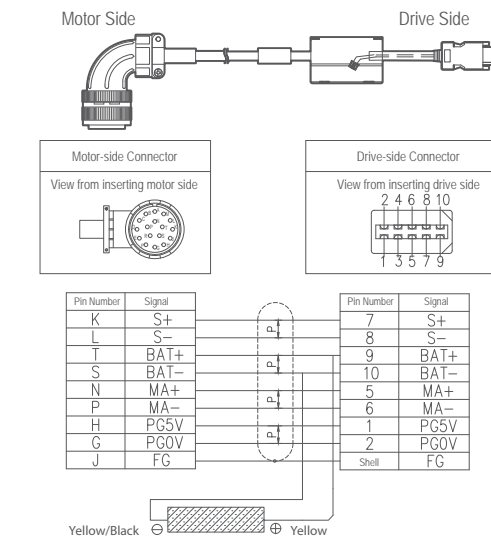 Motor Side Drive Side
Motor-side Connector Drive-side Connector
View from inserting motor side View from inserting drive side
2 4 6 8 10
1 3 5 7 9
Pin Number Signal Pin Number Signal
K S+ P 7 S+
L S− 8 S−
T BAT+ P 9 BAT+
S BAT− 10 BAT−
N MA+ P 5 MA+
P MA− 6 MA−
H PG5V P 1 PG5V
G PG0V 2 PG0V
J FG Shell FG
Yellow/Black ⊖ ⊕ Yellow